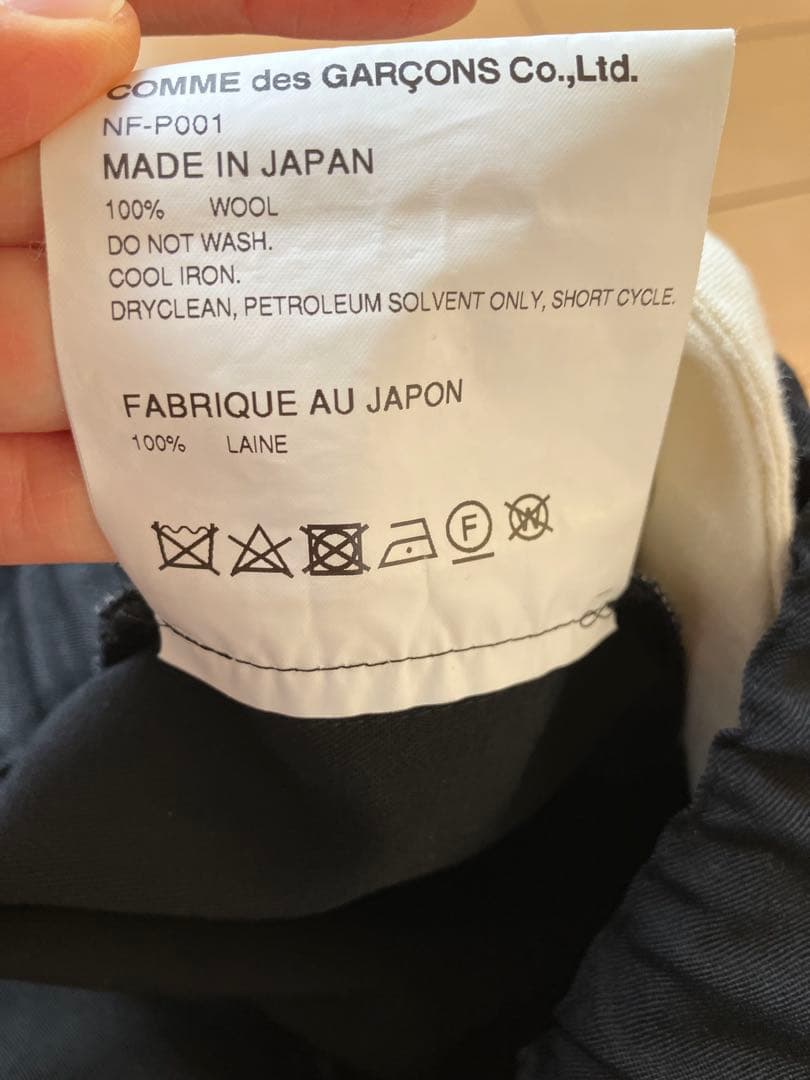 COMME des GARÇONS Co.,Ltd.
NF-P001
MADE IN JAPAN
100% WOOL
DO NOT WASH.
COOL IRON.
DRYCLEAN, PETROLEUM SOLVENT ONLY, SHORT CYCLE.
FABRIQUE AU JAPON
100% LAINE
F W